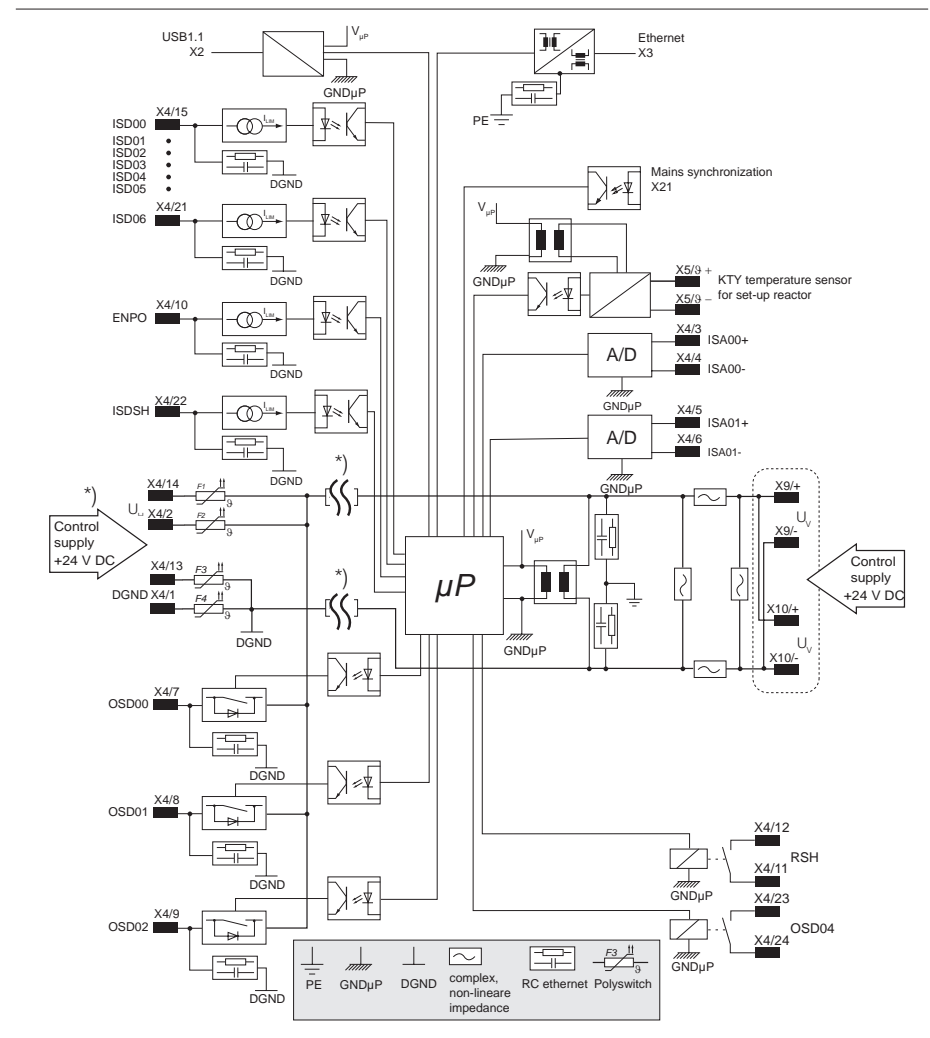 USB1.1
X2
VµP
GNDµP
Ethernet
X3
PE
X4/15
ISD00
ISD01
ISD02
ISD03
ISD04
ISD05
ILIM
DGND
X4/21
ISD06
ILIM
DGND
Mains synchronization
X21
VµP
GNDµP
X5/ϑ +
X5/ϑ –
KTY temperature sensor
for set-up reactor
X4/10
ENPO
ILIM
DGND
A/D
X4/3
ISA00+
X4/4
ISA00-
GNDµP
X4/22
ISDSH
ILIM
DGND
A/D
X4/5
ISA01+
X4/6
ISA01-
GNDµP
*)
*)
Control
supply
+24 V DC
X4/14
F1
ϑ
X4/2
F2
ϑ
X4/13
F3
ϑ
DGND X4/1
F4
ϑ
DGND
*)
µP
VµP
GNDµP
X9/+
UV
X9/-
X10/+
UV
X10/-
Control
supply
+24 V DC
X4/7
OSD00
DGND
X4/8
OSD01
DGND
X4/9
OSD02
DGND
X4/12
RSH
X4/11
GNDµP
X4/23
OSD04
X4/24
GNDµP
PE
GNDµP
DGND
complex,
non-lineare
impedance
RC ethernet
F3
ϑ
Polyswitch